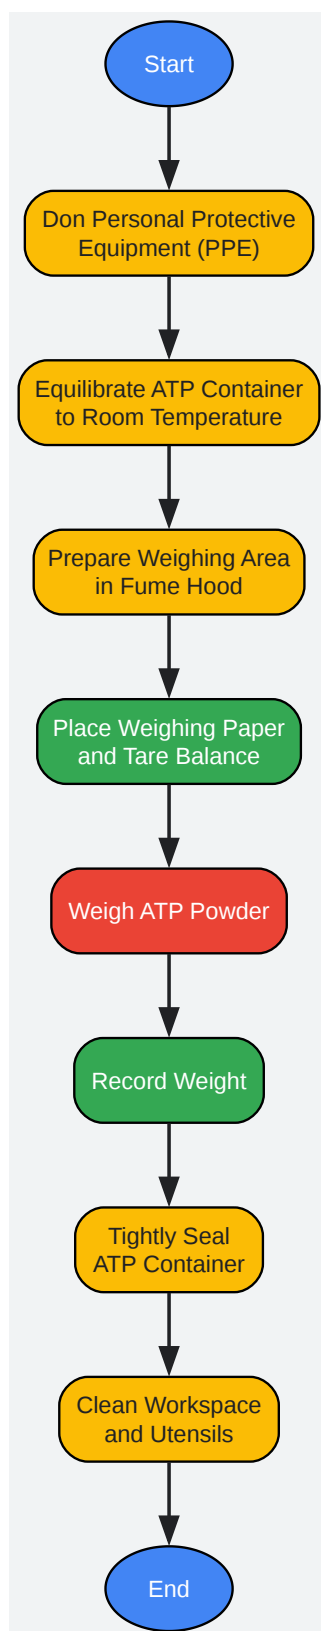 Start
Don Personal Protective
Equipment (PPE)
Equilibrate ATP Container
to Room Temperature
Prepare Weighing Area
in Fume Hood
Place Weighing Paper
and Tare Balance
Weigh ATP Powder
Record Weight
Tightly Seal
ATP Container
Clean Workspace
and Utensils
End